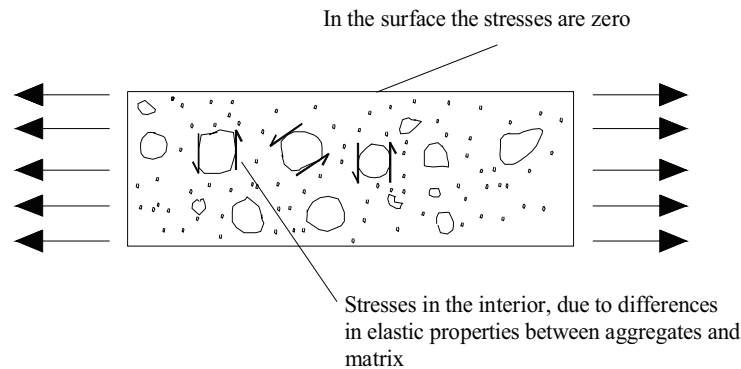 In the surface the stresses are zero
Stresses in the interior, due to differences
in elastic properties between aggregates and
matrix